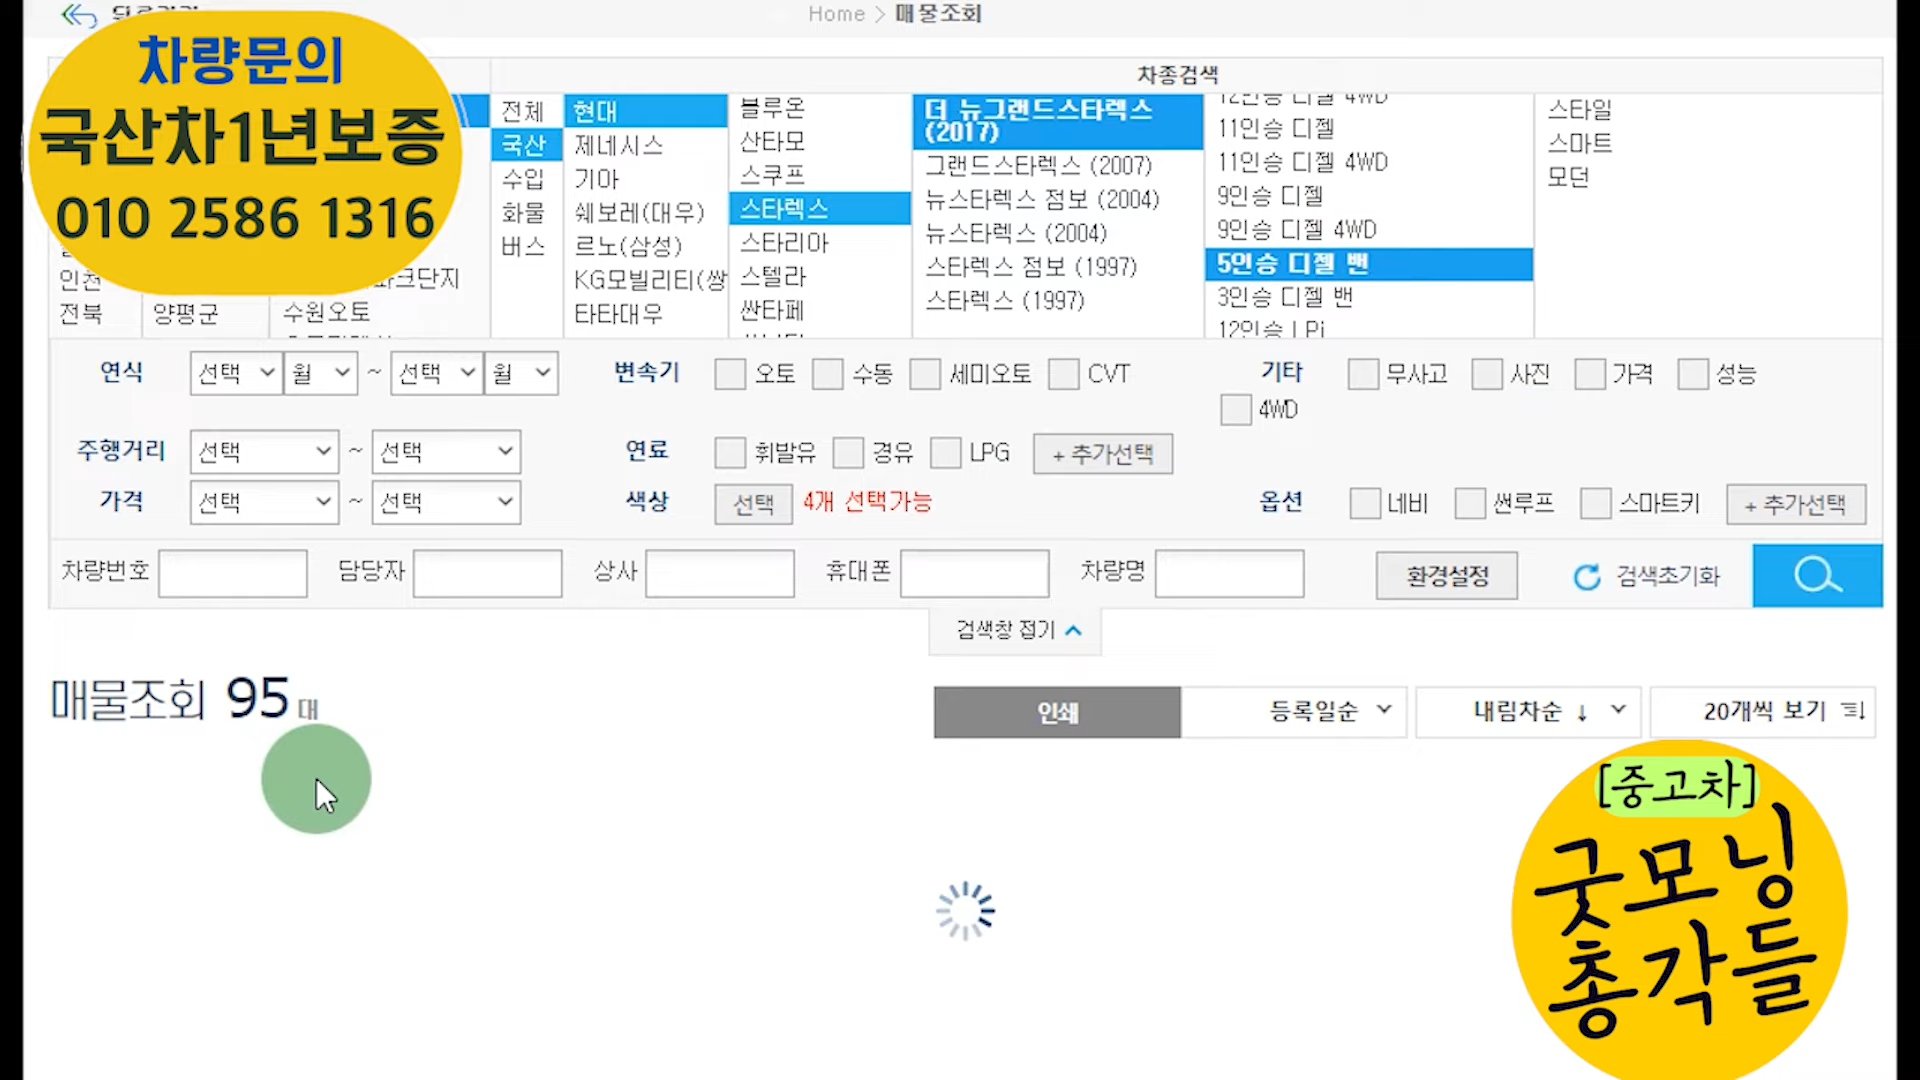 Home > 매물조회
차량문의
국산차1년보증
010 2586 1316
차종검색
인천
전북
양평군
파크단지
수원오토
전체
국산
수입
화물
버스
현대
제네시스
기아
쉐보레(대우)
르노(삼성)
KG모빌리티(쌍
타타대우
블루온
산타모
스쿠프
스타렉스
스타리아
스텔라
싼타페
더 뉴그랜드스타렉스
(2017)
그랜드스타렉스 (2007)
뉴스타렉스 점보 (2004)
뉴스타렉스 (2004)
스타렉스 점보 (1997)
스타렉스 (1997)
12인승 디젤 4WD
11인승 디젤
11인승 디젤 4WD
9인승 디젤
9인승 디젤 4WD
5인승 디젤 밴
3인승 디젤 밴
12인승 LPi
스타일
스마트
모던
연식 선택 월 ~ 선택 월 변속기 오토 수동 세미오토 CVT 기타 무사고 사진 가격 성능
4WD
주행거리 선택 ~ 선택 연료 휘발유 경유 LPG + 추가선택
가격 선택 ~ 선택 색상 선택 4개 선택가능 옵션 네비 썬루프 스마트키 + 추가선택
차량번호 담당자 상사 휴대폰 차량명 환경설정 검색초기화
검색창 접기
매물조회 95 대
인쇄 등록일순 내림차순 ↓ 20개씩 보기
[중고차]
굿모닝
총각들